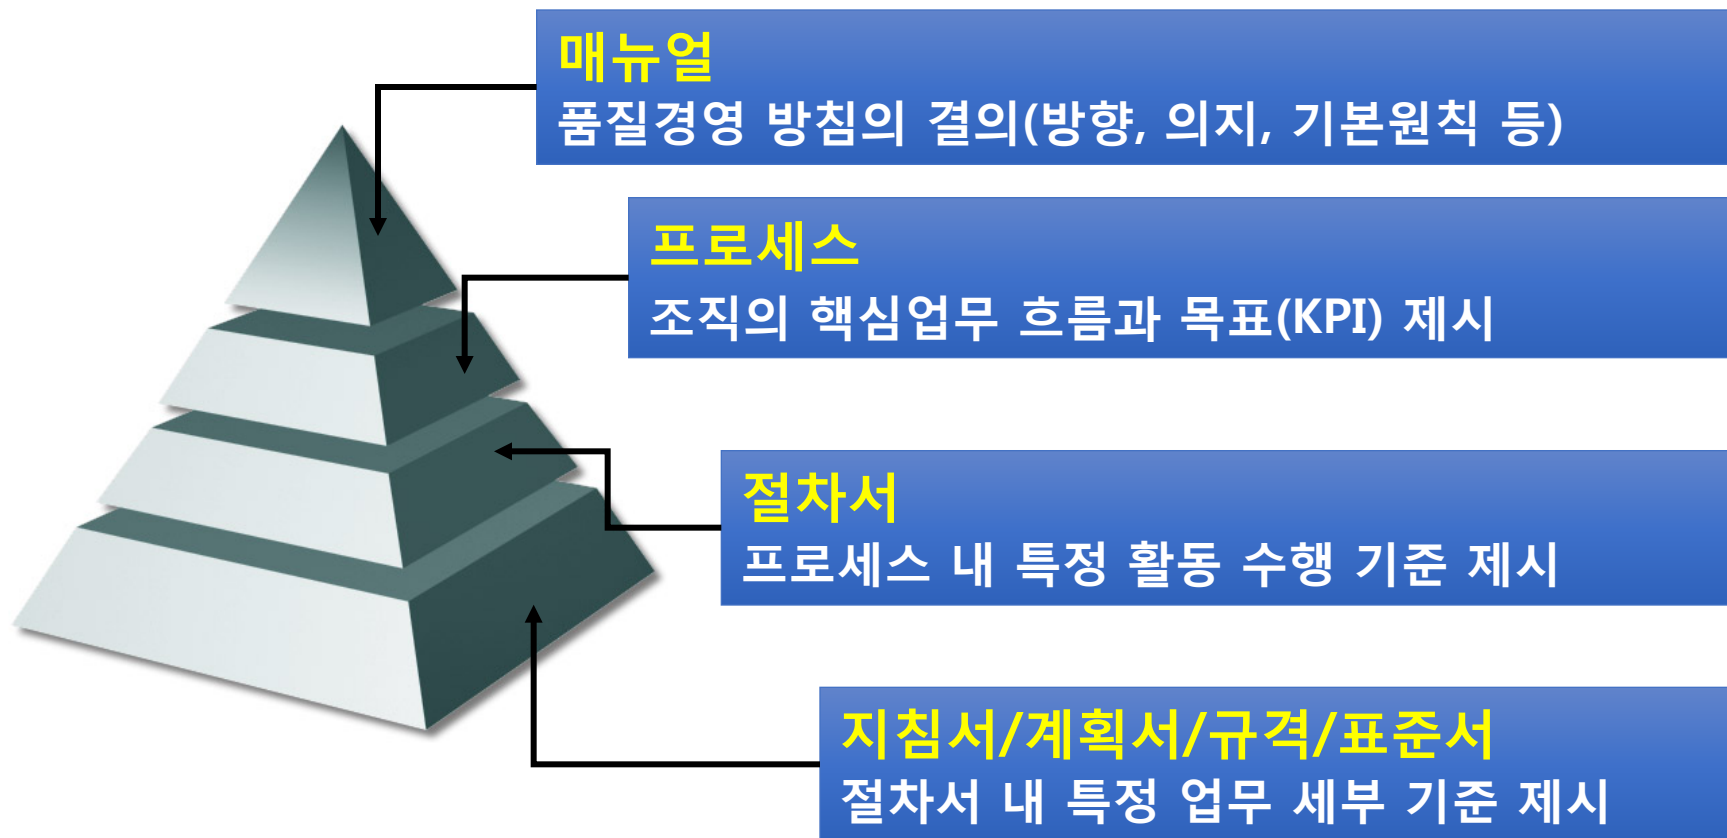 매뉴얼
품질경영 방침의 결의(방향, 의지, 기본원칙 등)
프로세스
조직의 핵심업무 흐름과 목표(KPI) 제시
절차서
프로세스 내 특정 활동 수행 기준 제시
지침서/계획서/규격/표준서
절차서 내 특정 업무 세부 기준 제시